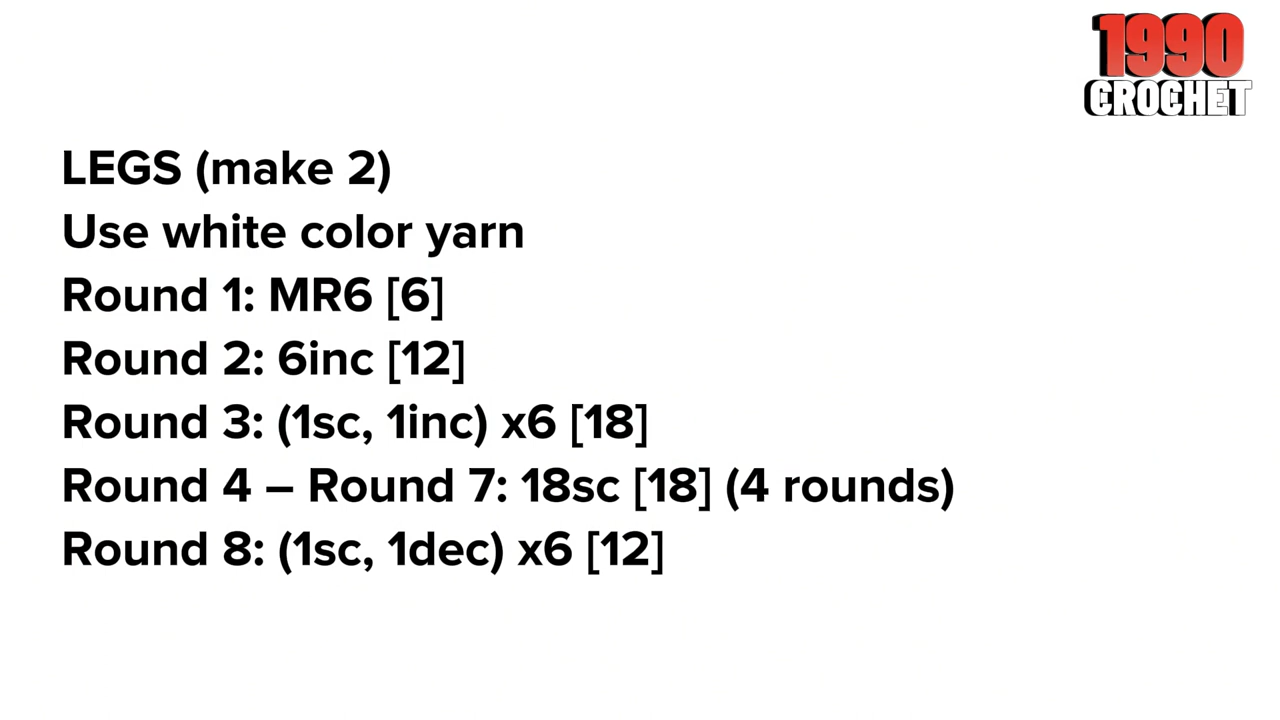 1990
CROCHET
LEGS (make 2)
Use white color yarn
Round 1: MR6 [6]
Round 2: 6inc [12]
Round 3: (1sc, 1inc) x6 [18]
Round 4 – Round 7: 18sc [18] (4 rounds)
Round 8: (1sc, 1dec) x6 [12]